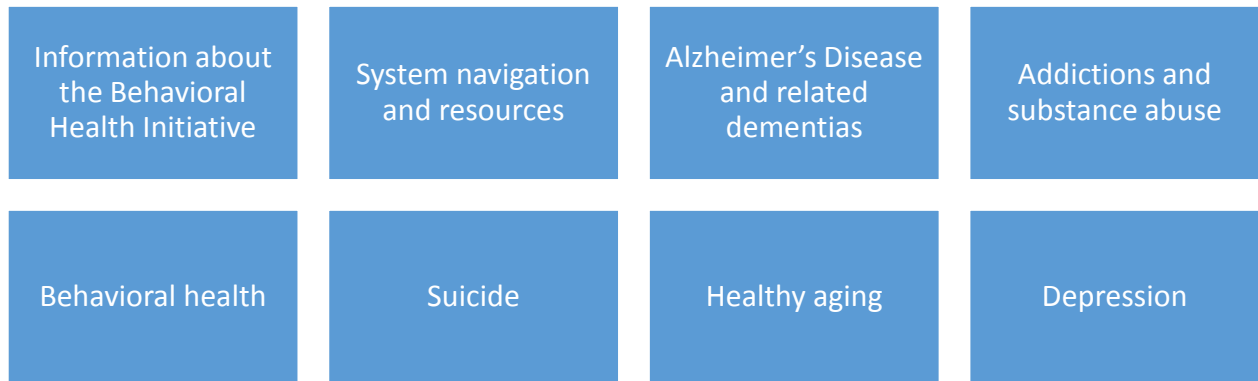 Information about
the Behavioral
Health Initiative
System navigation
and resources
Alzheimer’s Disease
and related
dementias
Addictions and
substance abuse
Behavioral health
Suicide
Healthy aging
Depression